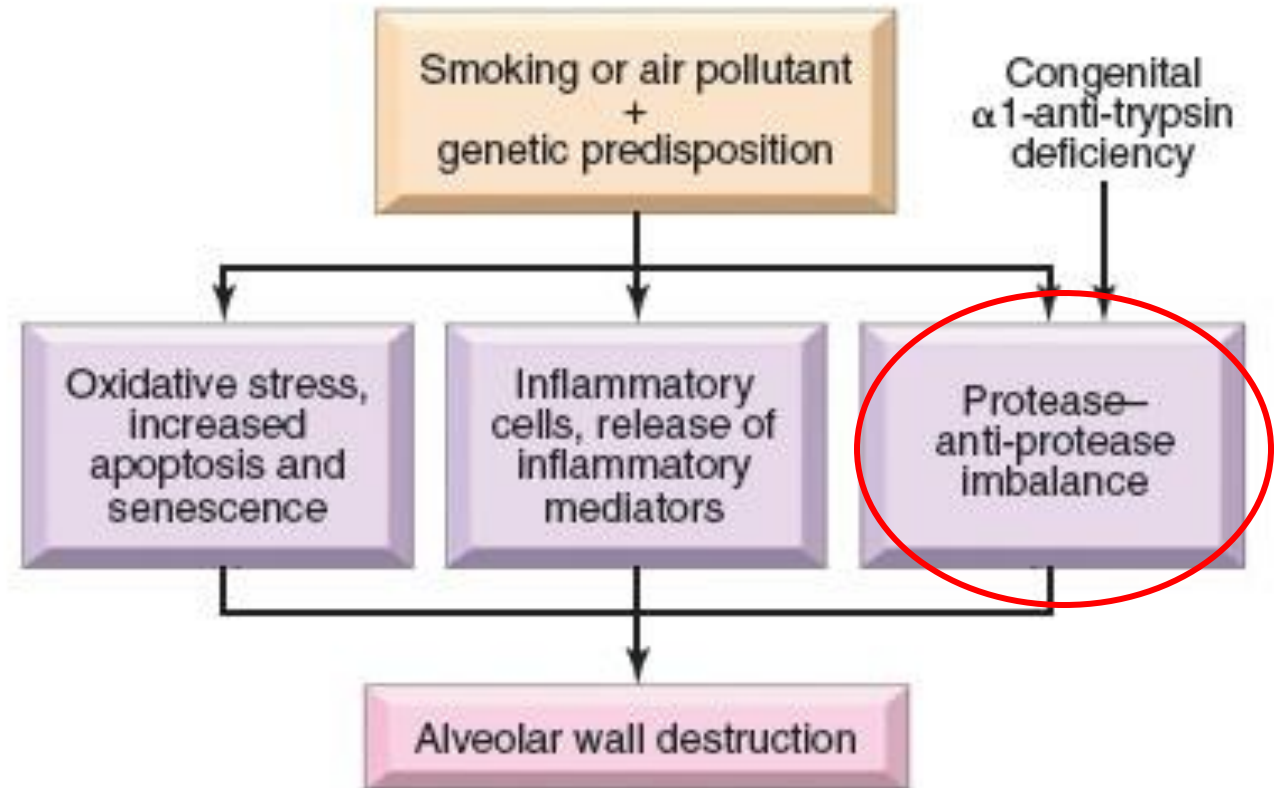 Smoking or air pollutant
+
genetic predisposition
Congenital
α1-anti-trypsin
deficiency
Oxidative stress,
increased
apoptosis and
senescence
Inflammatory
cells, release of
inflammatory
mediators
Protease–
anti-protease
imbalance
Alveolar wall destruction